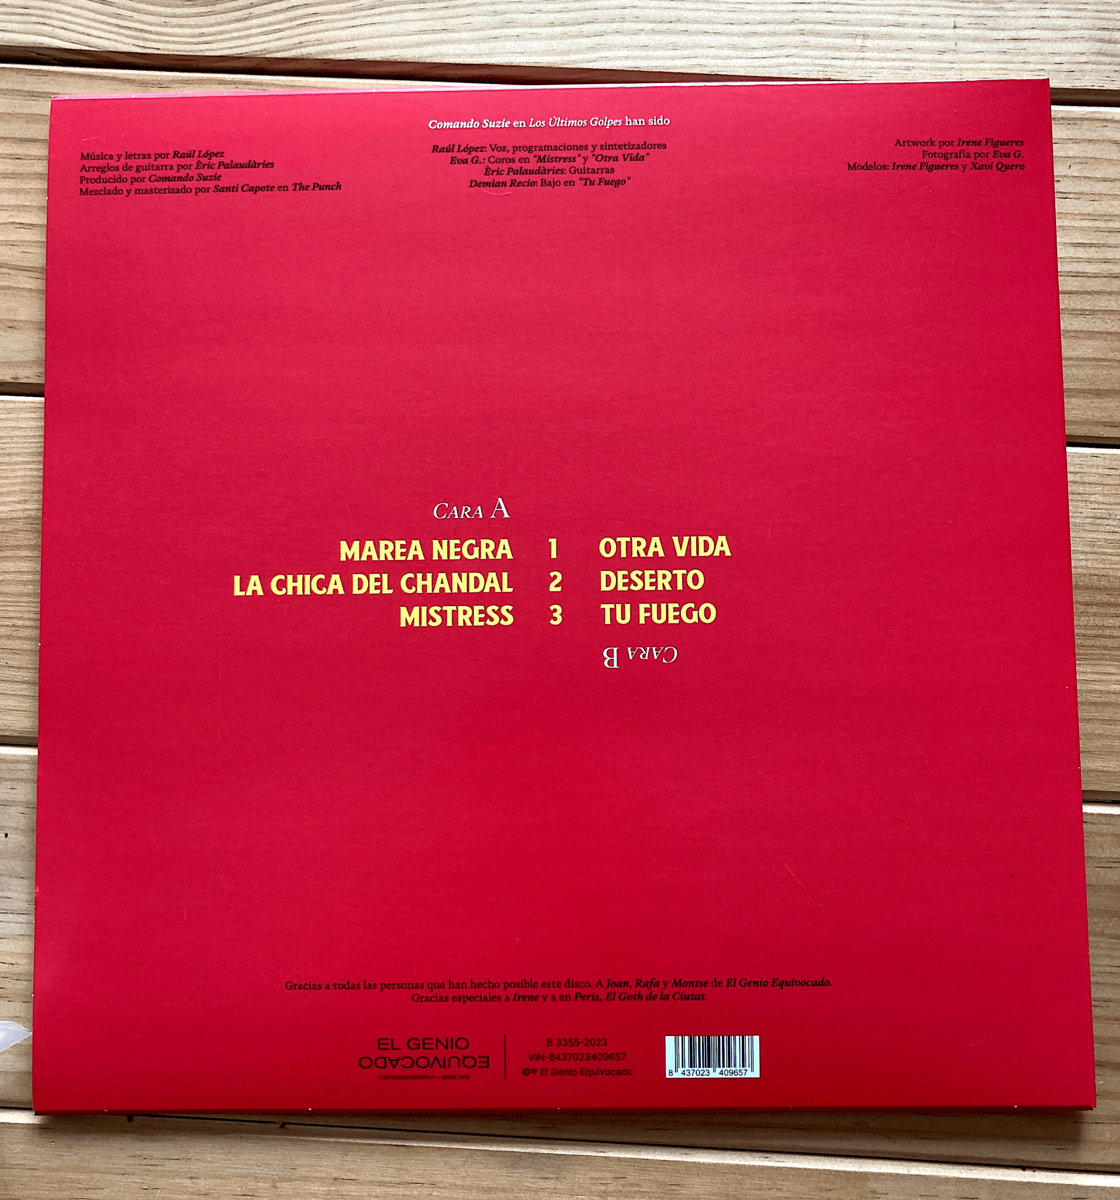 Comando Suzie en Los Últimos Golpes han sido
Música y letras por Raúl López
Arreglos de guitarra por Èric Palaudàries
Producido por Comando Suzie
Mezclado y masterizado por Santi Capote en The Punch
Raúl López: Voz, programaciones y sintetizadores
Eva G.: Coros en "Mistress" y "Otra Vida"
Èric Palaudàries: Guitarras
Demian Recio: Bajo en "Tu Fuego"
Artwork por Irene Figueres
Fotografía por Eva G.
Modelos: Irene Figueres y Xavi Quero
CARA A
MAREA NEGRA 1 OTRA VIDA
LA CHICA DEL CHANDAL 2 DESERTO
MISTRESS 3 TU FUEGO
CARA B
Gracias a todas las personas que han hecho posible este disco. A Joan, Rafa y Montse de El Genio Equivocado.
Gracias especiales a Irene y a en Peris, El Goth de la Ciutat.
EL GENIO
EQUIVOCADO
B 3355-2023
VIN-8437023409657
©℗ El Genio Equivocado
8 437023 409657